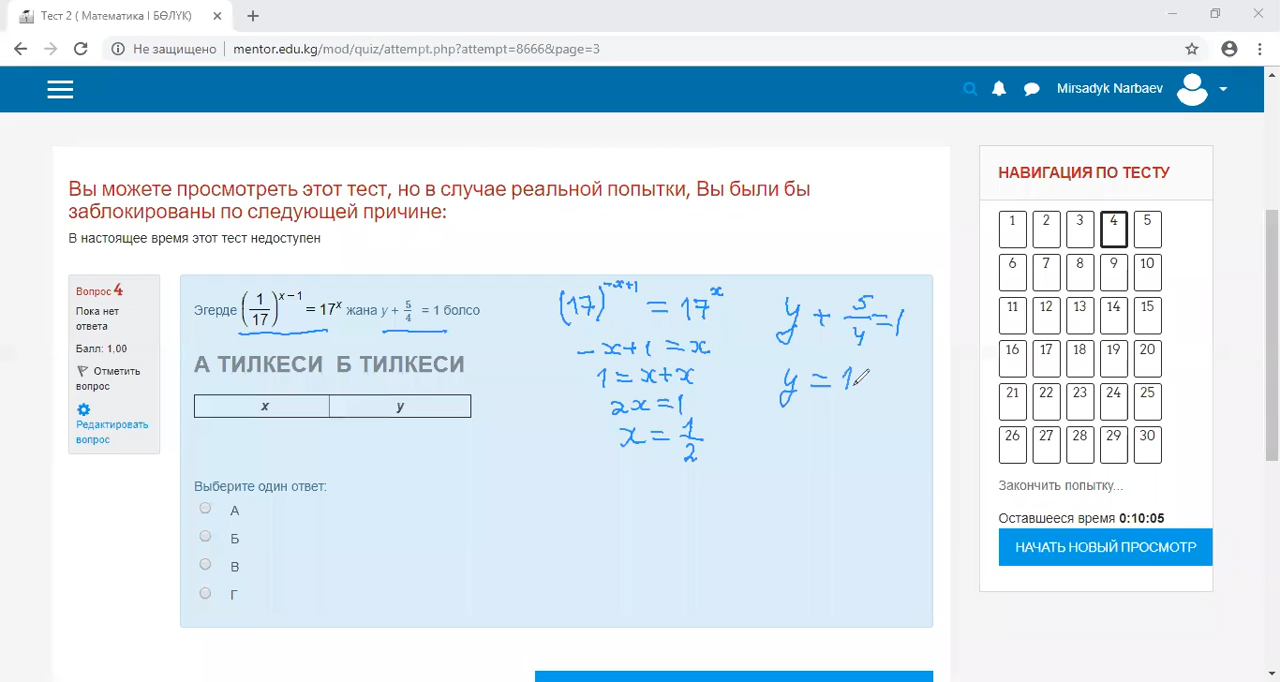 Тест 2 ( Математика I БӨЛҮК)
Не защищено
mentor.edu.kg/mod/quiz/attempt.php?attempt=8666&page=3
Mirsadyk Narbaev
Вы можете просмотреть этот тест, но в случае реальной попытки, Вы были бы
заблокированы по следующей причине:
В настоящее время этот тест недоступен
Вопрос 4
Пока нет
ответа
Балл: 1,00
Отметить
вопрос
Редактировать
вопрос
Эгерде (1/17)^(x−1) = 17^x жана y + 5/4 = 1 болсо
А ТИЛКЕСИ Б ТИЛКЕСИ
x y
Выберите один ответ:
А
Б
В
Г
(17)^(-x+1) = 17^x
-x+1 = x
1 = x+x
2x = 1
x = 1/2
y + 5/4 = 1
y = 1
НАВИГАЦИЯ ПО ТЕСТУ
1 2 3 4 5
6 7 8 9 10
11 12 13 14 15
16 17 18 19 20
21 22 23 24 25
26 27 28 29 30
Закончить попытку...
Оставшееся время 0:10:05
НАЧАТЬ НОВЫЙ ПРОСМОТР